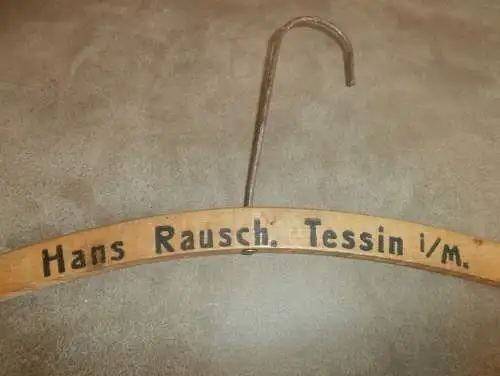 Hans Rausch. Tessin i/M.